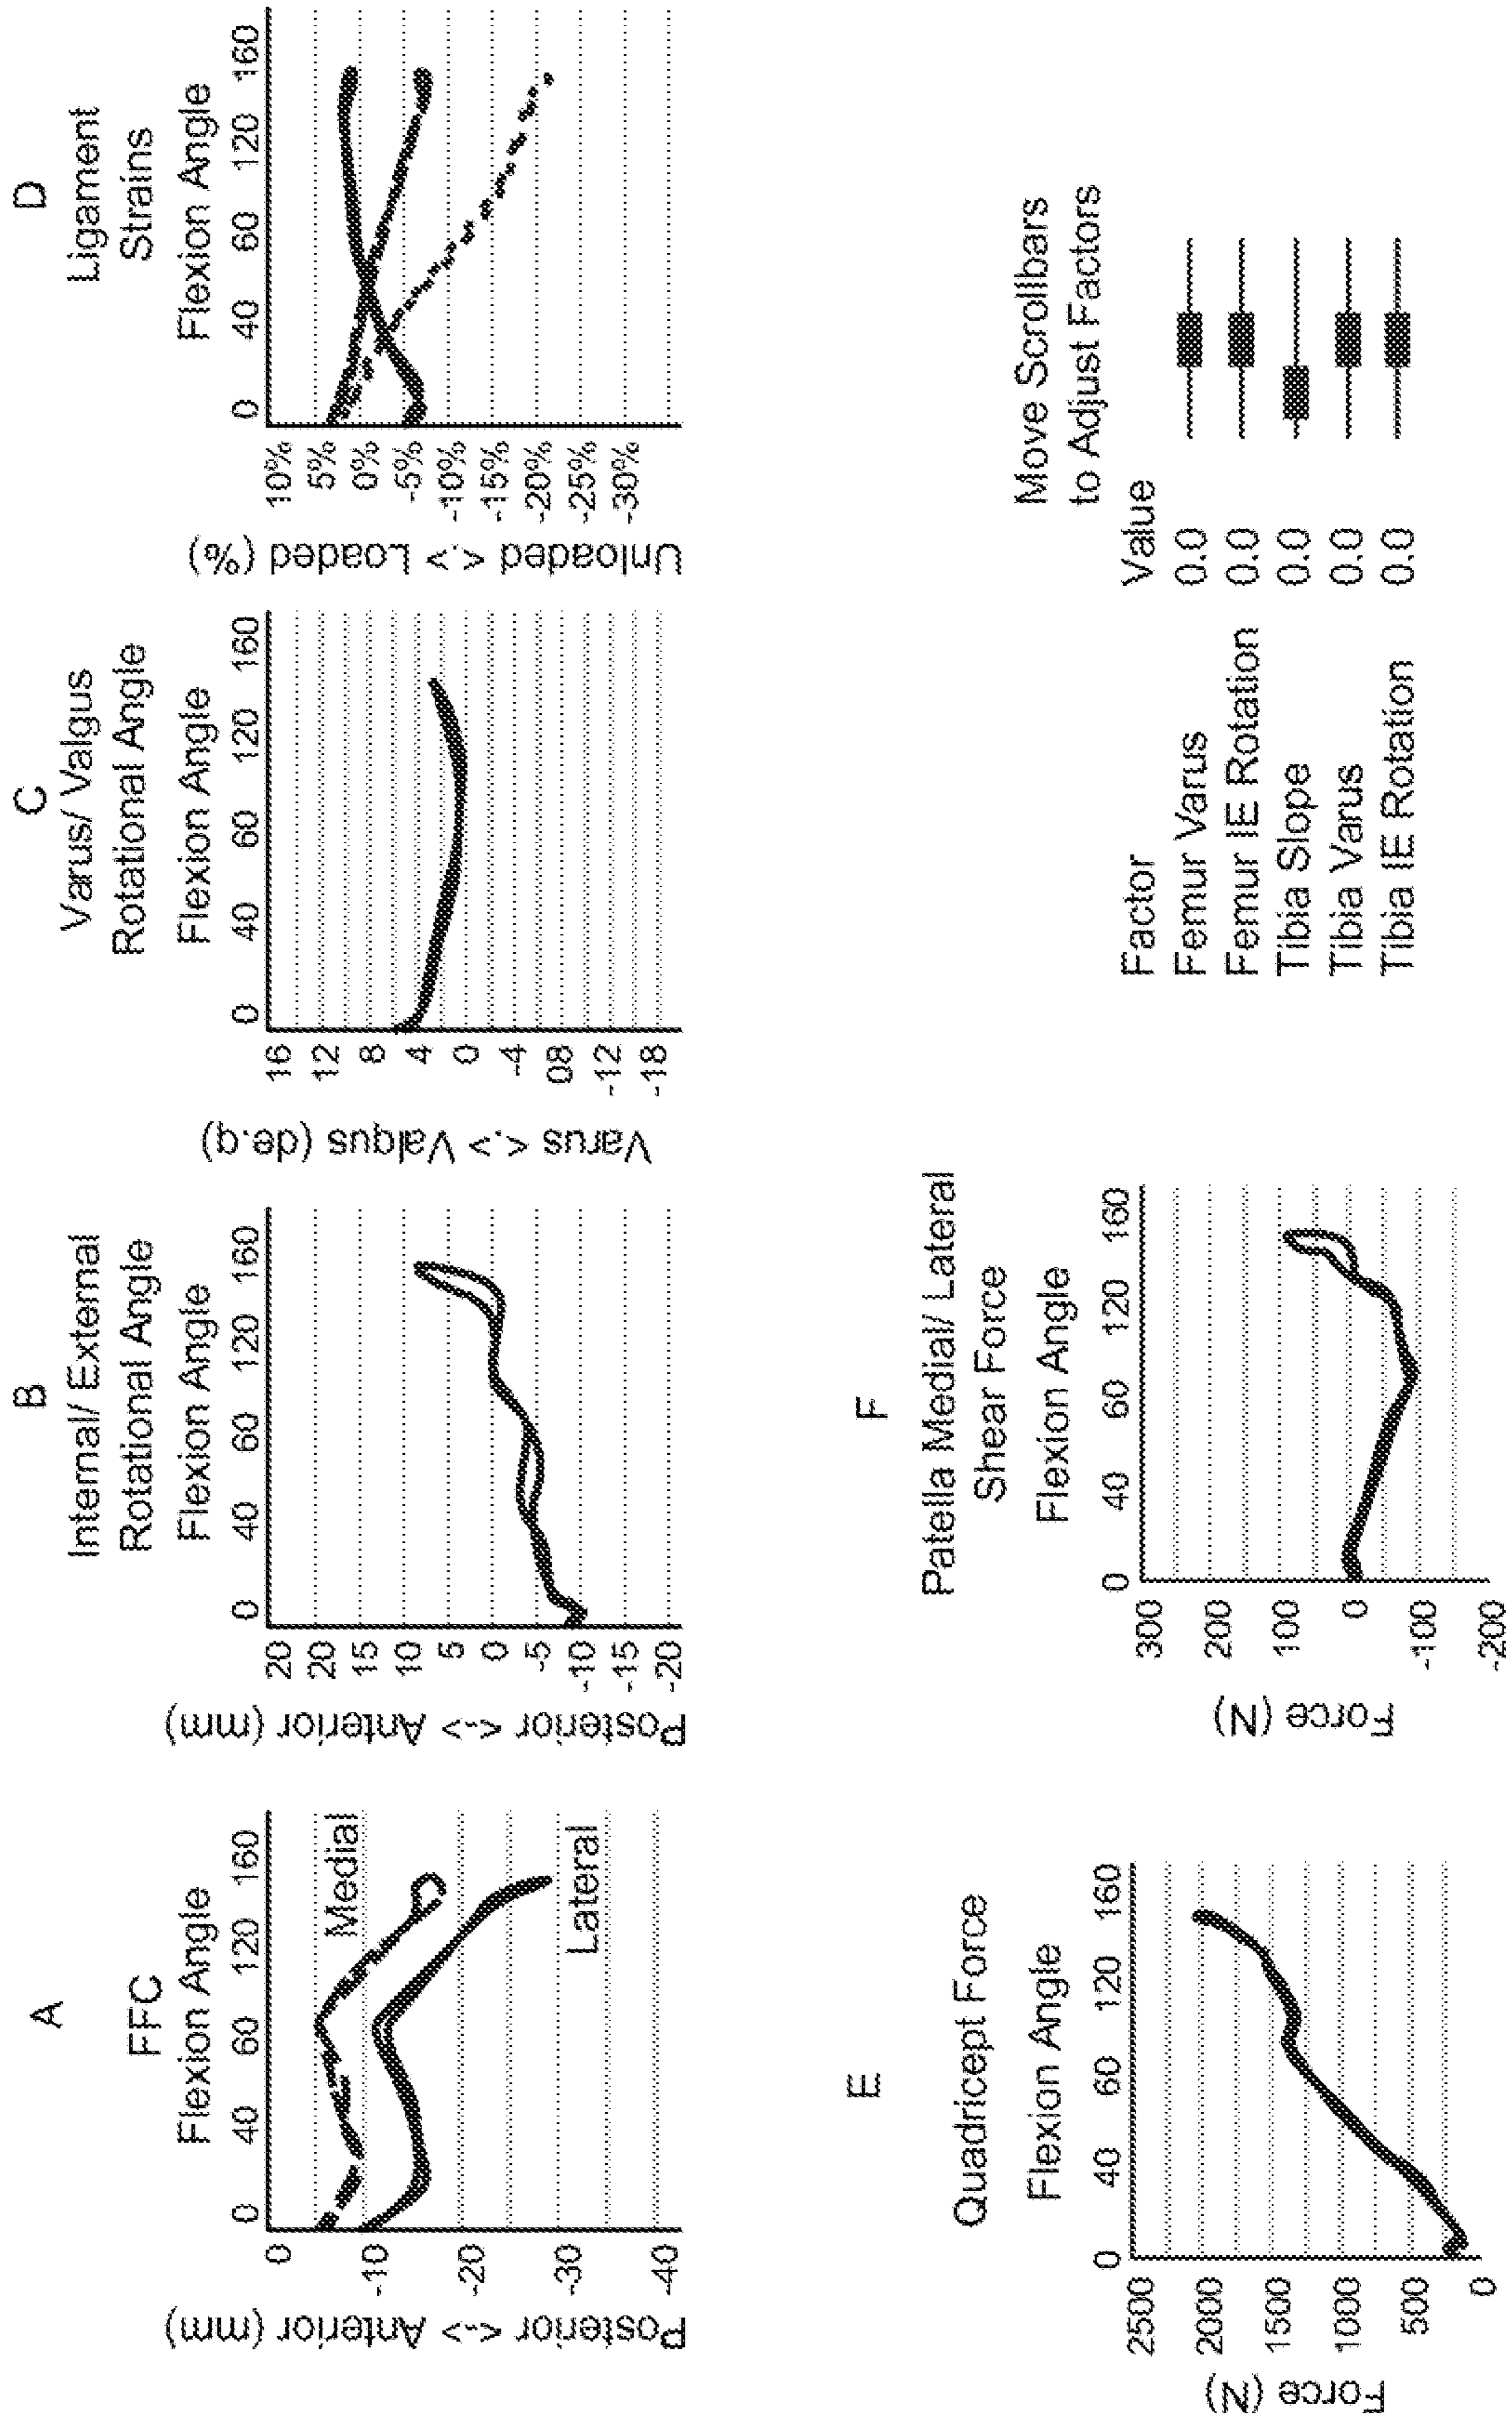 A
FFC
Flexion Angle
0 40 60 120 160
Posterior <-> Anterior (mm)
0
-10
-20
-30
-40
Medial
Lateral
B
Internal/ External
Rotational Angle
Flexion Angle
0 40 60 120 160
Posterior <-> Anterior (mm)
20
20
15
10
5
0
-5
-10
-15
-20
C
Varus/ Valgus
Rotational Angle
Flexion Angle
0 40 60 120 160
Varus <.> Valqus (de.q)
16
12
8
4
0
-4
08
-12
-18
D
Ligament
Strains
Flexion Angle
0 40 60 120 160
Unloaded <.> Loaded (%)
10%
5%
0%
-5%
-10%
-15%
-20%
-25%
-30%
E
Quadricept Force
Flexion Angle
0 40 60 120 160
Force (N)
2500
2000
1500
1000
500
0
F
Patella Medial/ Lateral
Shear Force
Flexion Angle
0 40 60 120 160
Force (N)
300
200
100
0
-100
-200
Move Scrollbars
to Adjust Factors
Factor Value
Femur Varus 0.0
Femur IE Rotation 0.0
Tibia Slope 0.0
Tibia Varus 0.0
Tibia IE Rotation 0.0